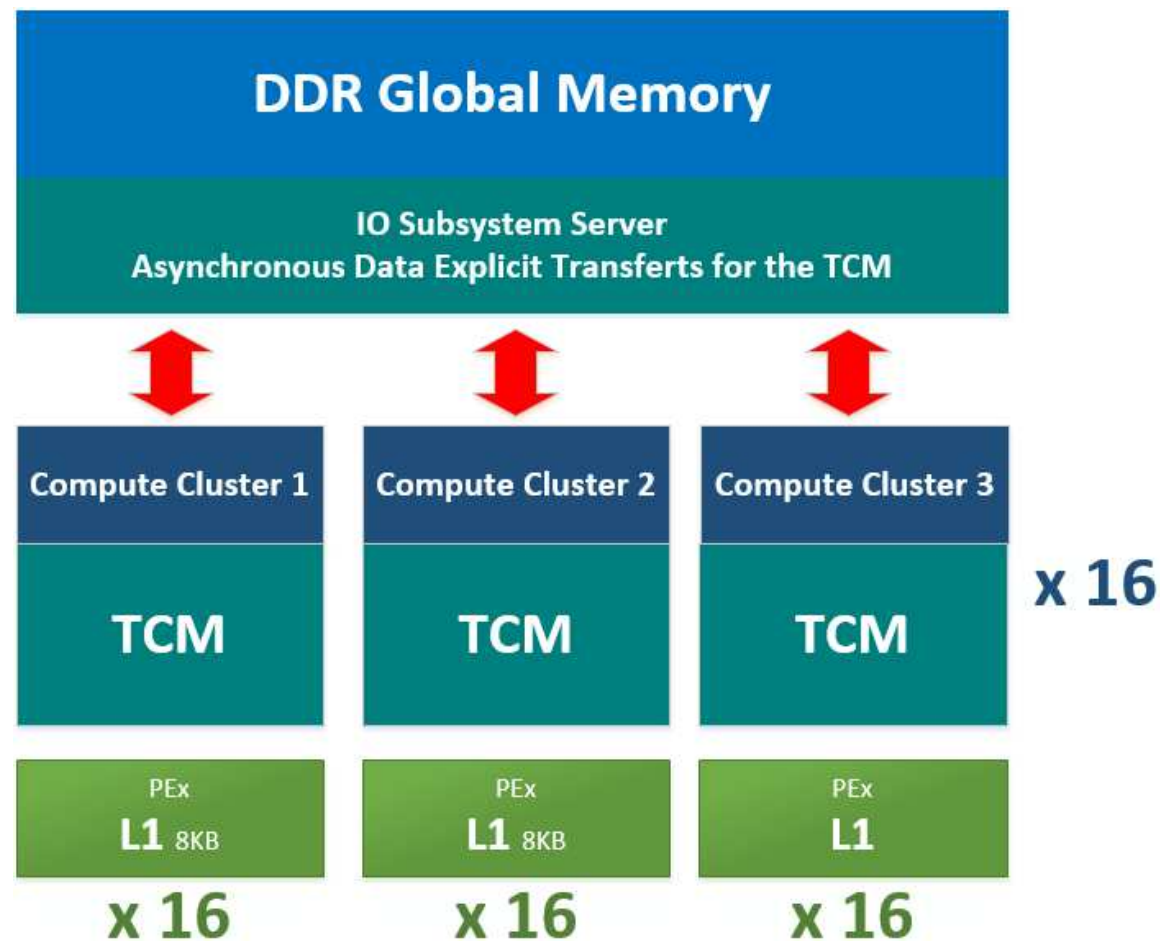 DDR Global Memory
IO Subsystem Server
Asynchronous Data Explicit Transferts for the TCM
Compute Cluster 1
Compute Cluster 2
Compute Cluster 3
TCM
TCM
TCM
x 16
PEx
L1 8KB
PEx
L1 8KB
PEx
L1
x 16
x 16
x 16